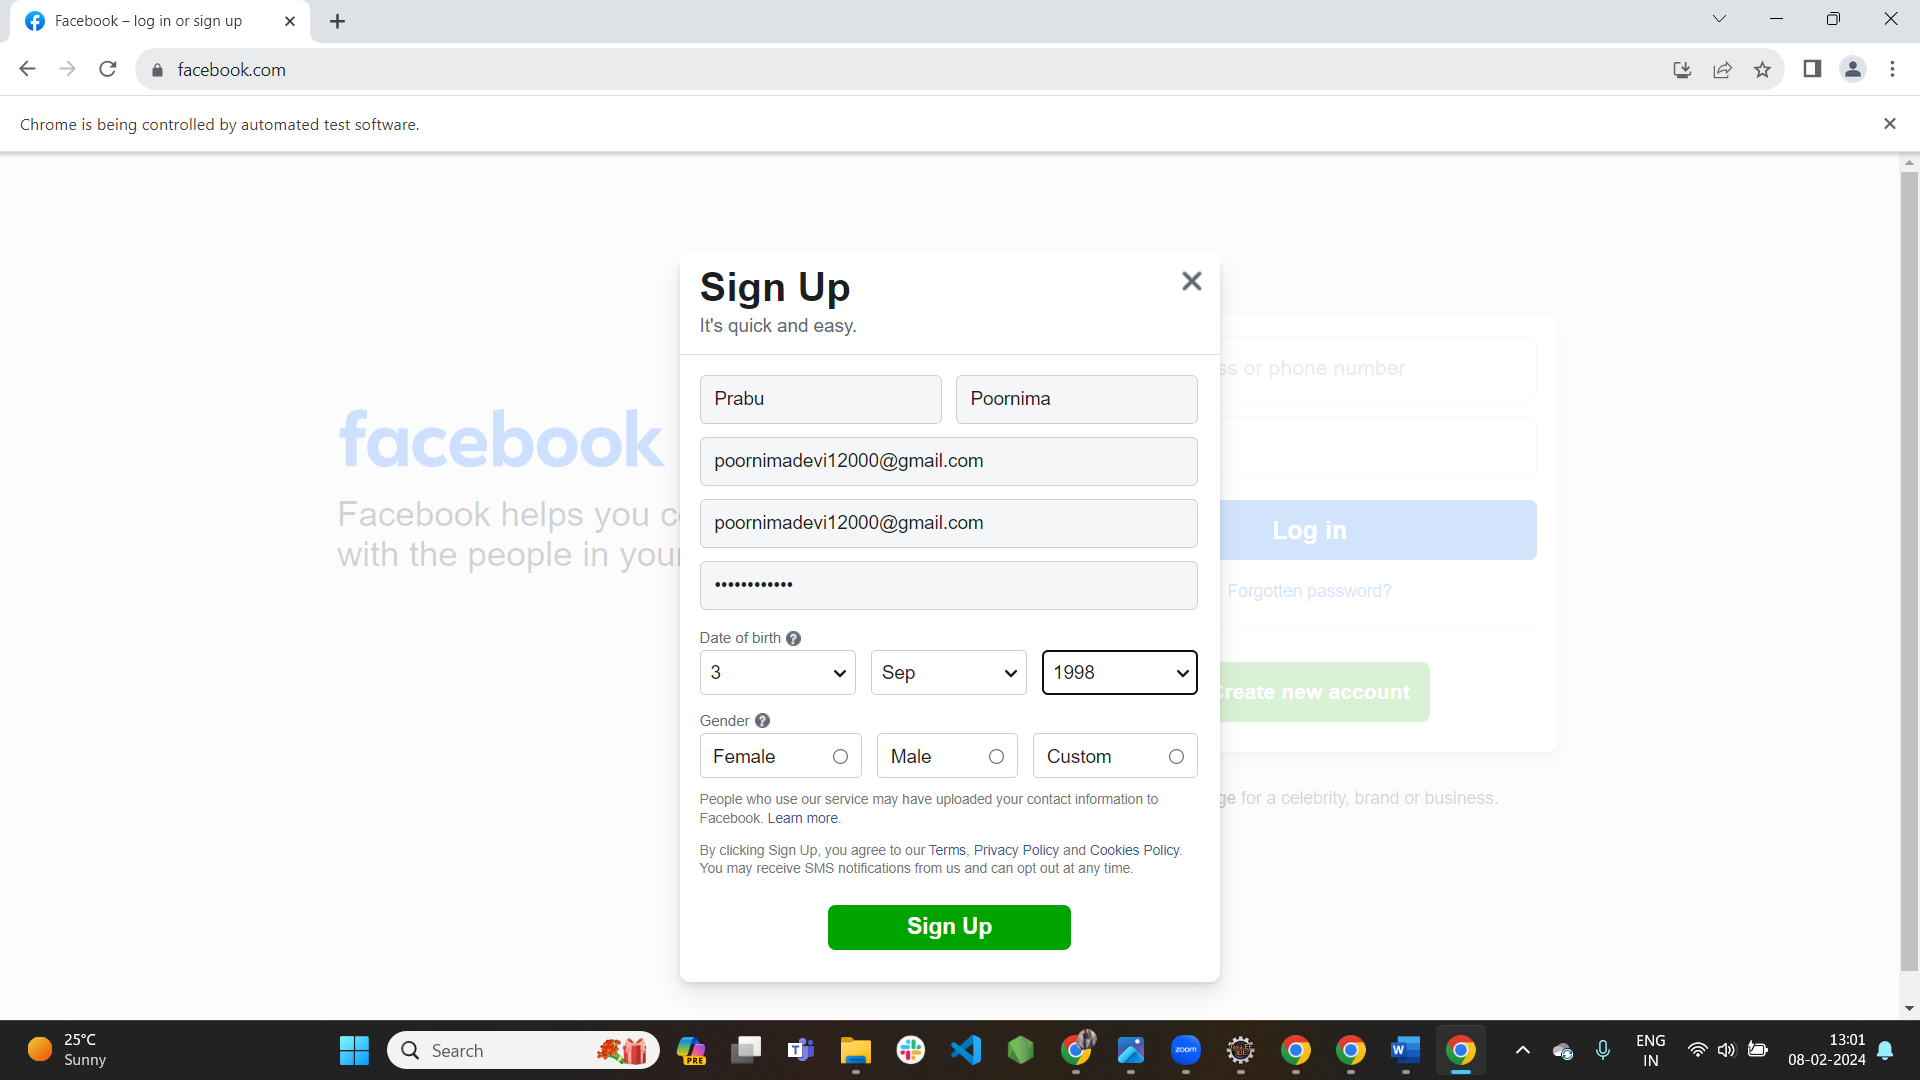 Facebook – log in or sign up
facebook.com
Chrome is being controlled by automated test software.
Sign Up
It's quick and easy.
Prabu
Poornima
poornimadevi12000@gmail.com
poornimadevi12000@gmail.com
••••••••••••
Date of birth
3
Sep
1998
Gender
Female
Male
Custom
People who use our service may have uploaded your contact information to
Facebook. Learn more.
By clicking Sign Up, you agree to our Terms, Privacy Policy and Cookies Policy.
You may receive SMS notifications from us and can opt out at any time.
Sign Up
facebook
Facebook helps you
with the people in
or phone number
Log in
Forgotten password?
Create new account
for a celebrity, brand or business.
25°C
Sunny
Search
PRE
zoom
IDE
ENG
IN
13:01
08-02-2024